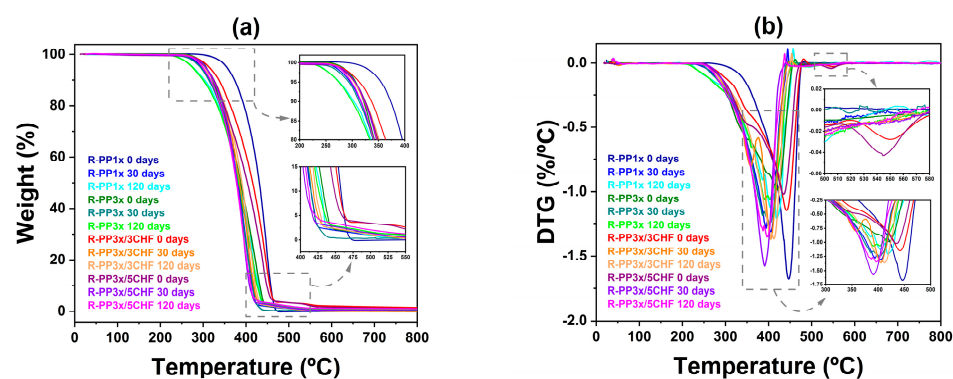 (a)
Weight (%)
100
80
60
40
20
0
100
95
90
85
80
200 250 300 350 400
15
10
5
0
400 425 450 475 500 525 550
R-PP1x 0 days
R-PP1x 30 days
R-PP1x 120 days
R-PP3x 0 days
R-PP3x 30 days
R-PP3x 120 days
R-PP3x/3CHF 0 days
R-PP3x/3CHF 30 days
R-PP3x/3CHF 120 days
R-PP3x/5CHF 0 days
R-PP3x/5CHF 30 days
R-PP3x/5CHF 120 days
0 100 200 300 400 500 600 700 800
Temperature (ºC)
(b)
DTG (%/ºC)
0.0
-0.5
-1.0
-1.5
-2.0
0.02
0.00
-0.02
-0.04
-0.06
500 510 520 530 540 550 560 570 580
R-PP1x 0 days
R-PP1x 30 days
R-PP1x 120 days
R-PP3x 0 days
R-PP3x 30 days
R-PP3x 120 days
R-PP3x/3CHF 0 days
R-PP3x/3CHF 30 days
R-PP3x/3CHF 120 days
R-PP3x/5CHF 0 days
R-PP3x/5CHF 30 days
R-PP3x/5CHF 120 days
-0.25
-0.50
-0.75
-1.00
-1.25
-1.50
-1.75
300 350 400 450 500
0 100 200 300 400 500 600 700 800
Temperature (ºC)